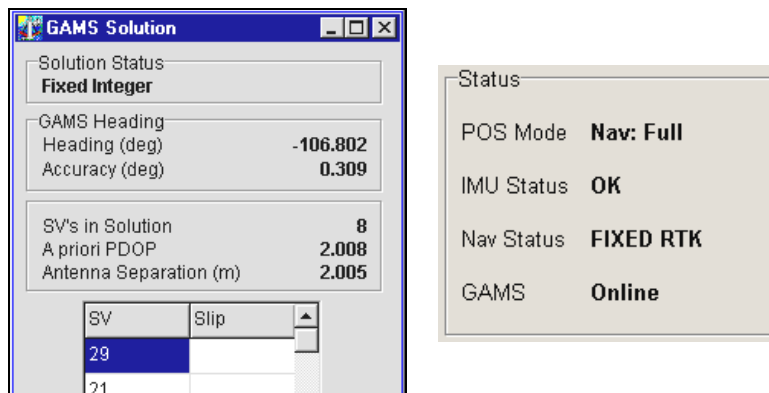 GAMS Solution
Solution Status
Fixed Integer
GAMS Heading
Heading (deg) -106.802
Accuracy (deg) 0.309
SV's in Solution 8
A priori PDOP 2.008
Antenna Separation (m) 2.005
SV Slip
29
21
Status
POS Mode Nav: Full
IMU Status OK
Nav Status FIXED RTK
GAMS Online